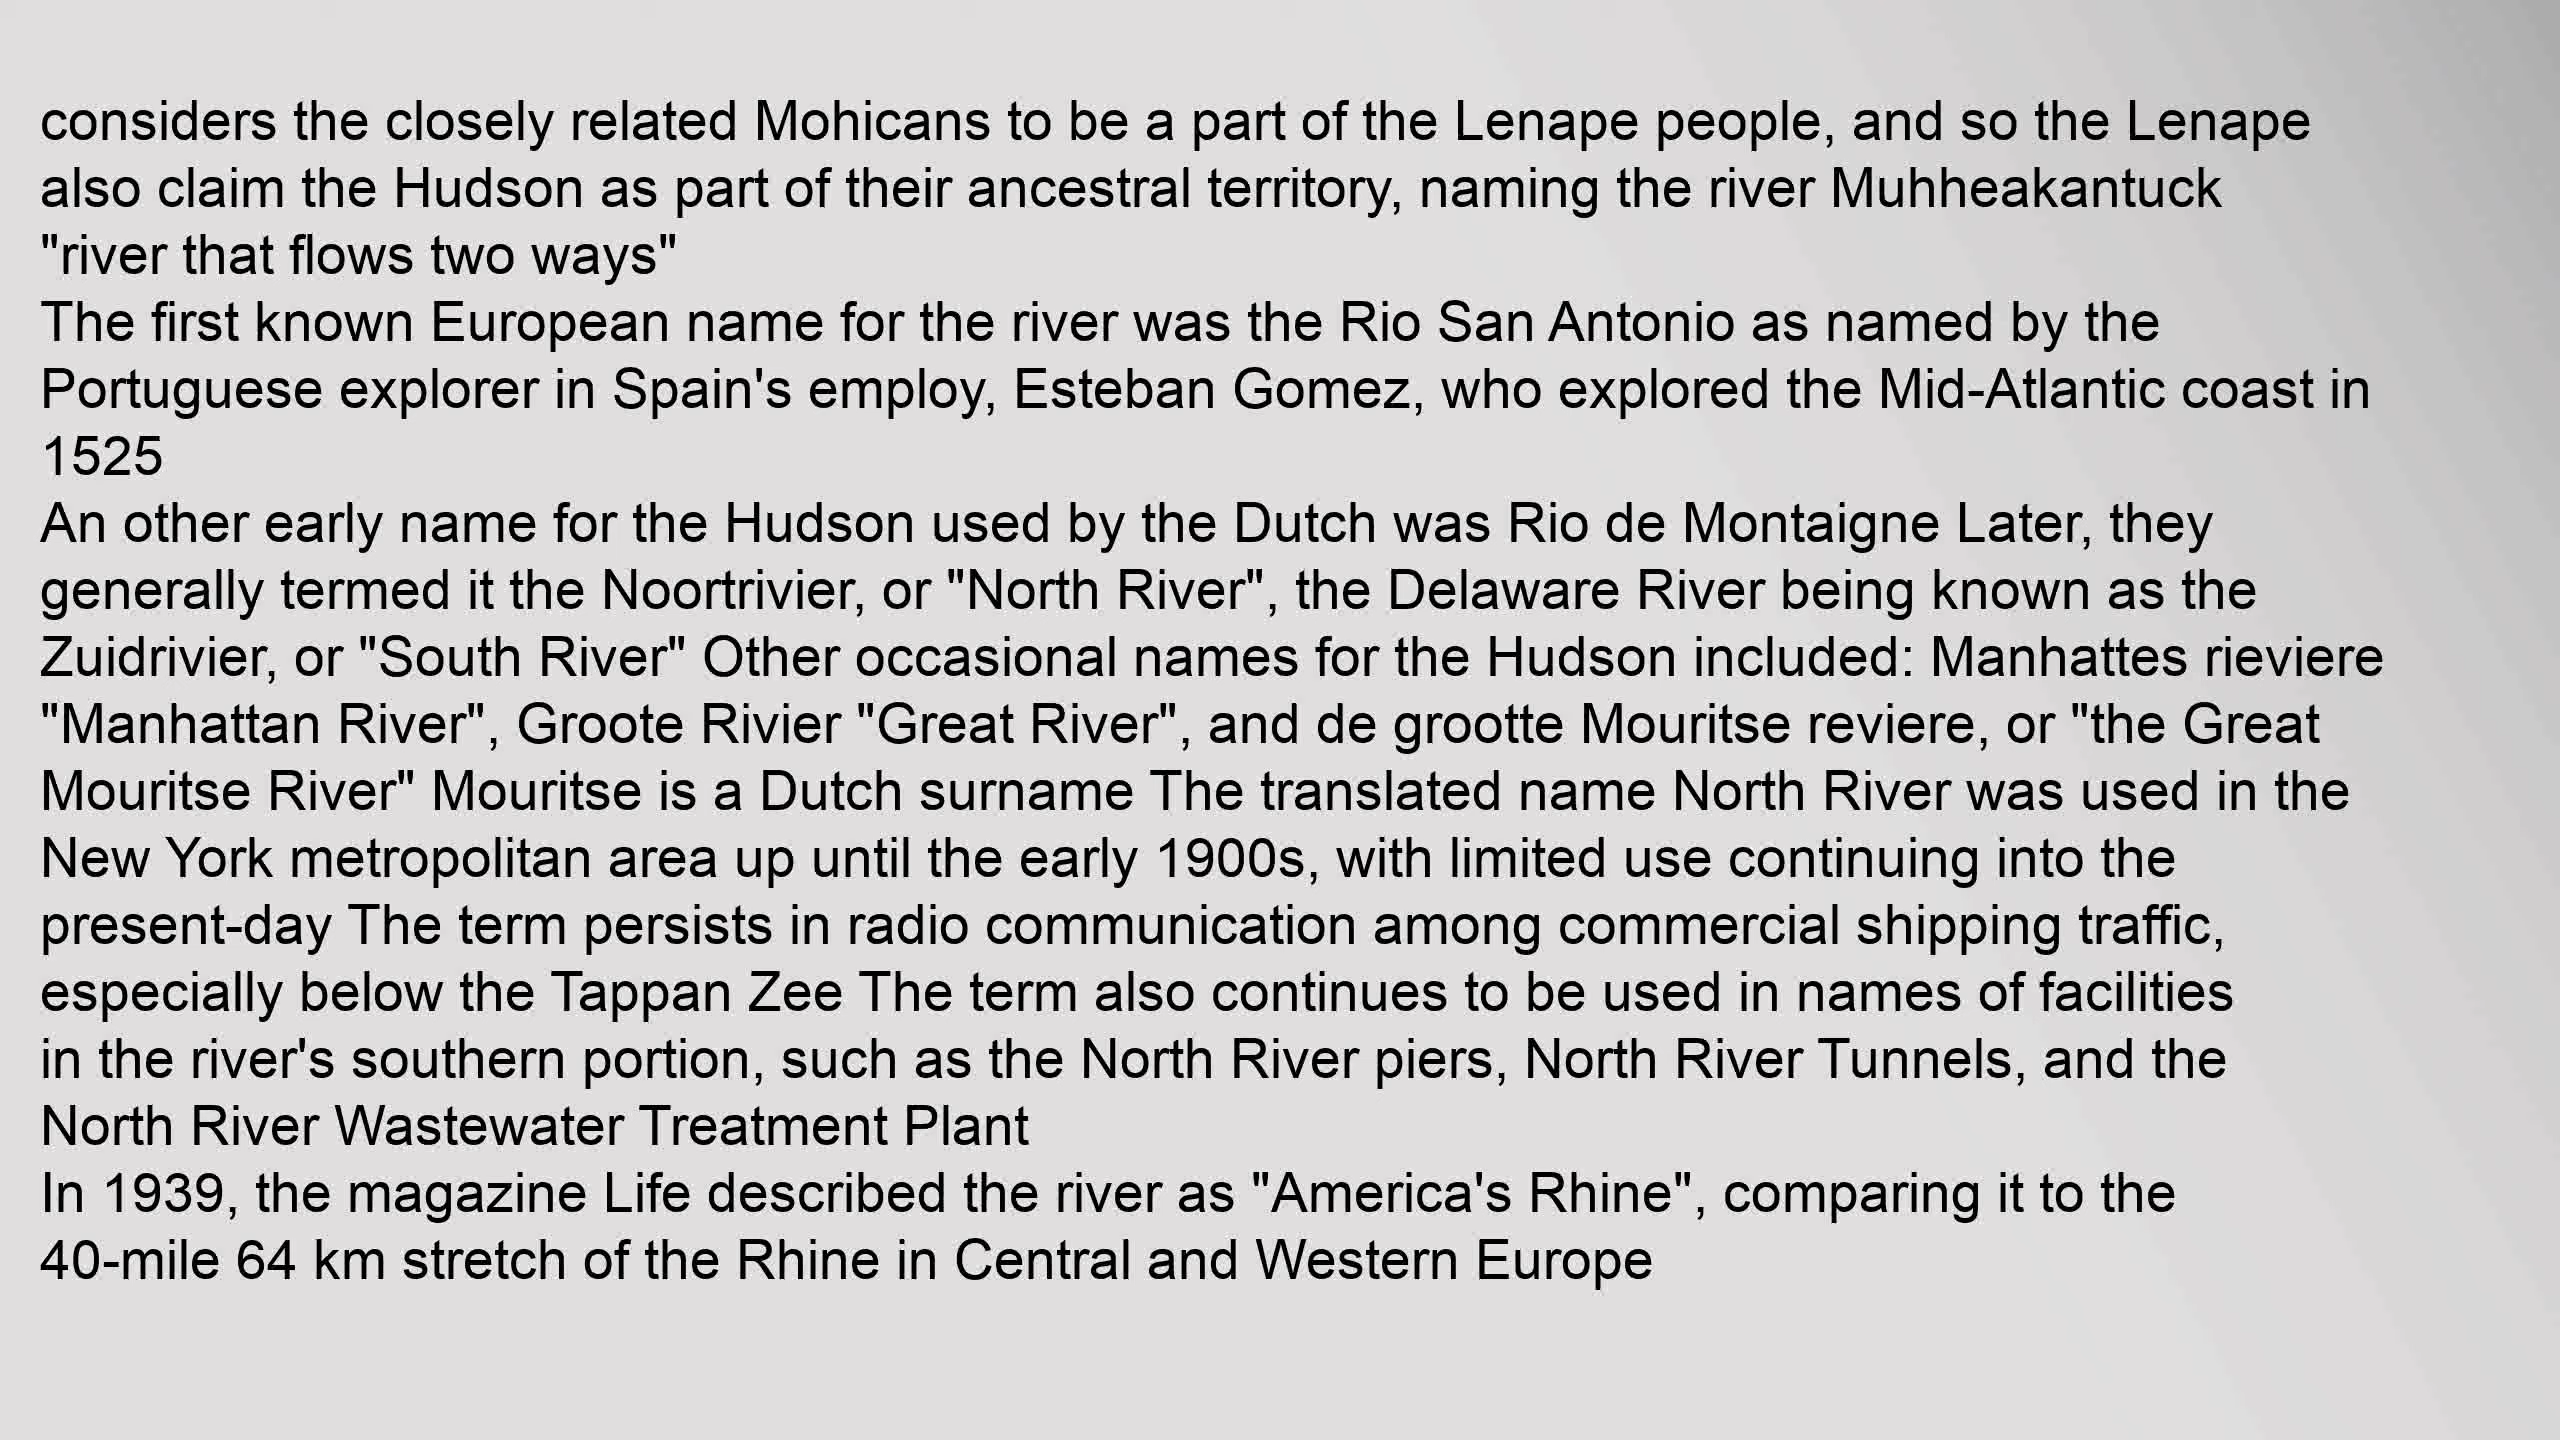 considers the closely related Mohicans to be a part of the Lenape people, and so the Lenape
also claim the Hudson as part of their ancestral territory, naming the river Muhheakantuck
"river that flows two ways"
The first known European name for the river was the Rio San Antonio as named by the
Portuguese explorer in Spain's employ, Esteban Gomez, who explored the Mid-Atlantic coast in
1525
An other early name for the Hudson used by the Dutch was Rio de Montaigne Later, they
generally termed it the Noortrivier, or "North River", the Delaware River being known as the
Zuidrivier, or "South River" Other occasional names for the Hudson included: Manhattes rieviere
"Manhattan River", Groote Rivier "Great River", and de grootte Mouritse reviere, or "the Great
Mouritse River" Mouritse is a Dutch surname The translated name North River was used in the
New York metropolitan area up until the early 1900s, with limited use continuing into the
present-day The term persists in radio communication among commercial shipping traffic,
especially below the Tappan Zee The term also continues to be used in names of facilities
in the river's southern portion, such as the North River piers, North River Tunnels, and the
North River Wastewater Treatment Plant
In 1939, the magazine Life described the river as "America's Rhine", comparing it to the
40-mile 64 km stretch of the Rhine in Central and Western Europe